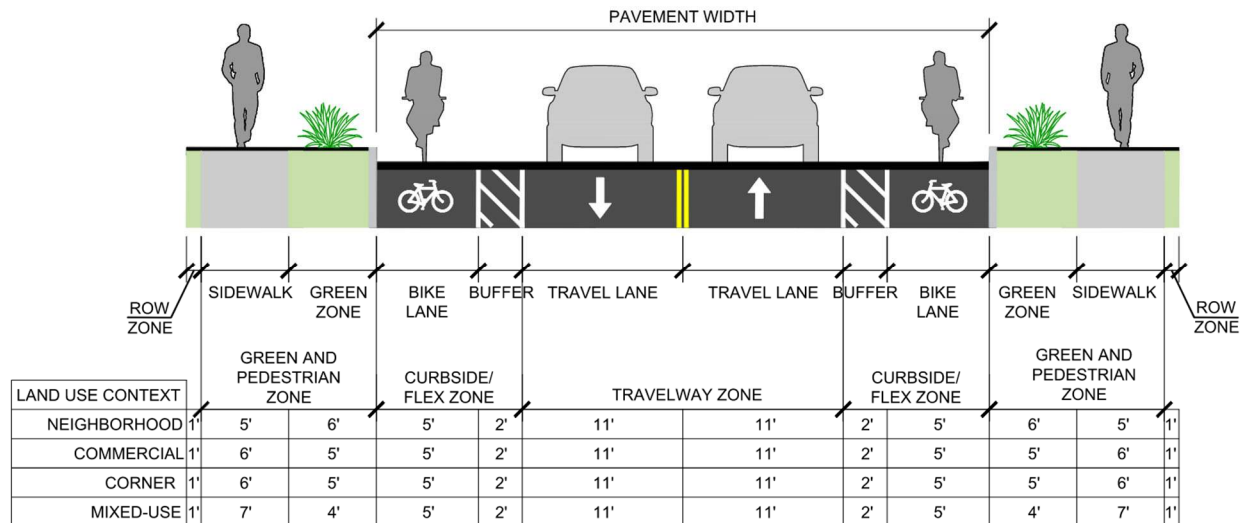 PAVEMENT WIDTH
ROW
ZONE
SIDEWALK
GREEN
ZONE
BIKE
LANE
BUFFER
TRAVEL LANE
TRAVEL LANE
BUFFER
BIKE
LANE
GREEN
ZONE
SIDEWALK
ROW
ZONE
GREEN AND
PEDESTRIAN
ZONE
CURBSIDE/
FLEX ZONE
TRAVELWAY ZONE
CURBSIDE/
FLEX ZONE
GREEN AND
PEDESTRIAN
ZONE
LAND USE CONTEXT
NEIGHBORHOOD 1' 5' 6' 5' 2' 11' 11' 2' 5' 6' 5' 1'
COMMERCIAL 1' 6' 5' 5' 2' 11' 11' 2' 5' 5' 6' 1'
CORNER 1' 6' 5' 5' 2' 11' 11' 2' 5' 5' 6' 1'
MIXED-USE 1' 7' 4' 5' 2' 11' 11' 2' 5' 4' 7' 1'